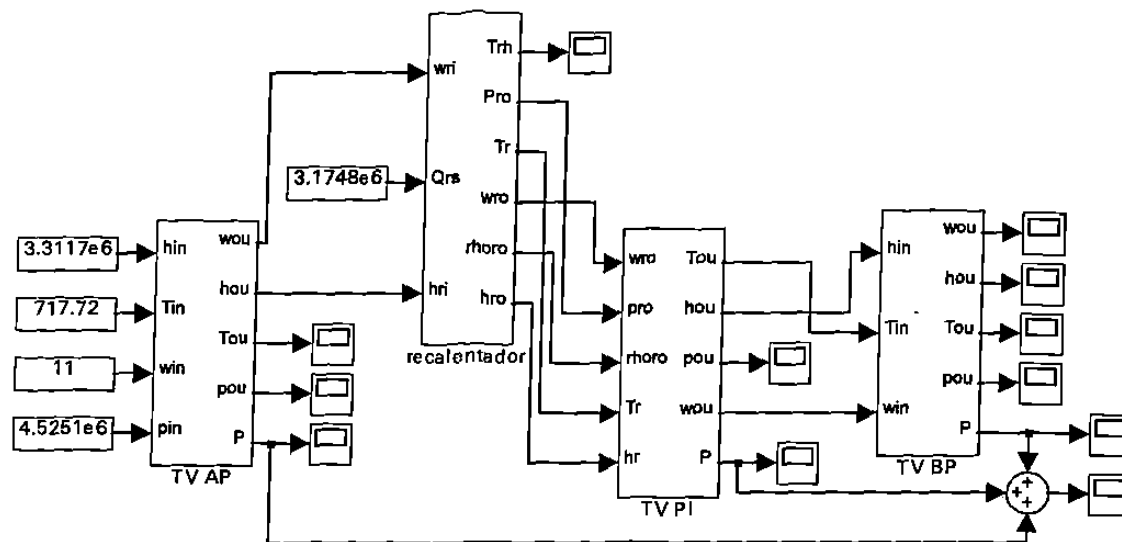 3.3117e6
717.72
11
4.5251e6
hin
Tin
win
pin
wou
hou
Tou
pou
P
TV AP
3.1748e6
wri
Qrs
hri
Trh
Pro
Tr
wro
rhoro
hro
recalentador
wro
pro
rhoro
Tr
hr
Tou
hou
pou
wou
P
TV PI
hin
Tin
win
wou
hou
Tou
pou
P
TV BP
+
+
+